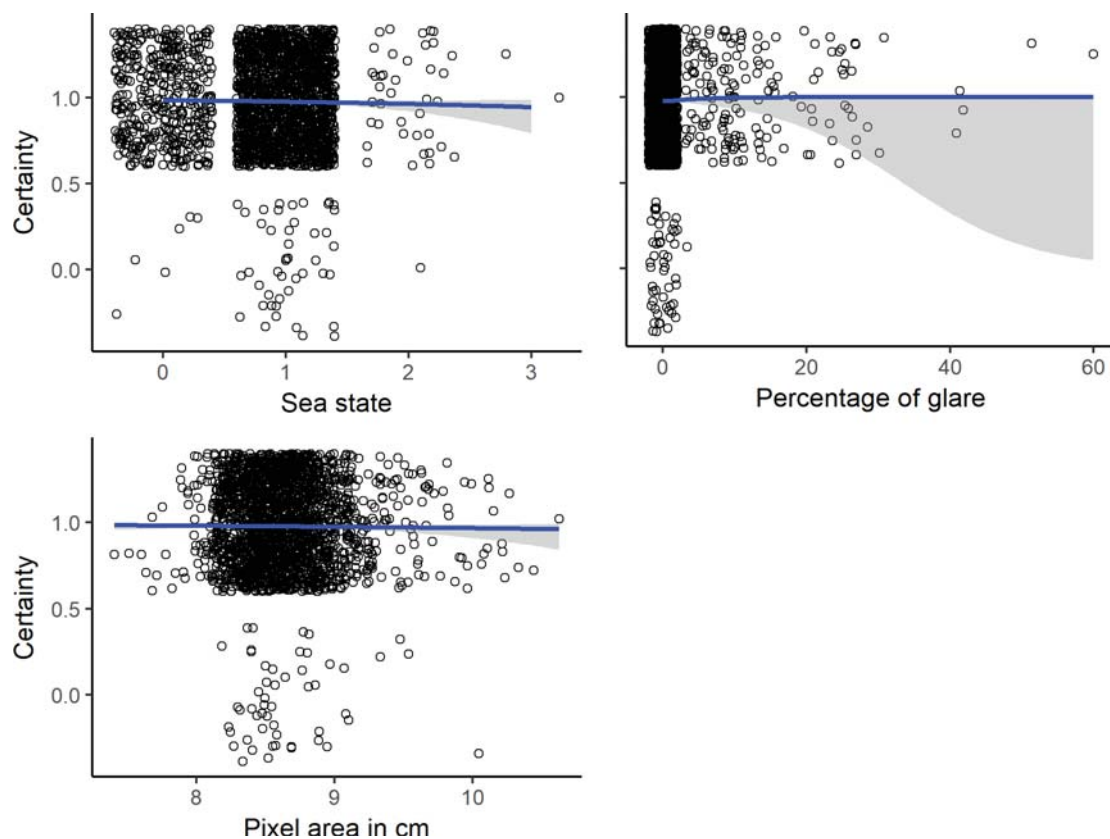 Certainty
1.0
0.5
0.0
0 1 2 3
Sea state
0 20 40 60
Percentage of glare
Certainty
1.0
0.5
0.0
8 9 10
Pixel area in cm